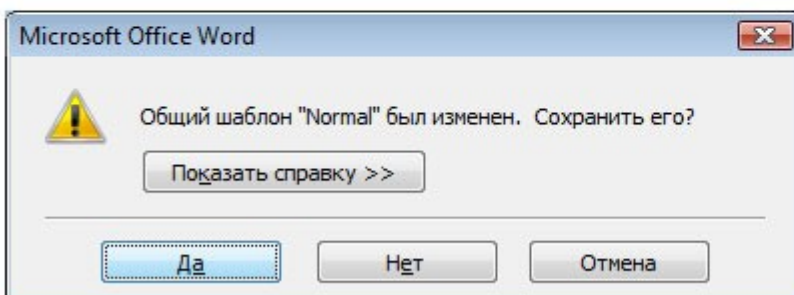 Microsoft Office Word
Общий шаблон "Normal" был изменен.  Сохранить его?
Показать справку >>
Да
Нет
Отмена